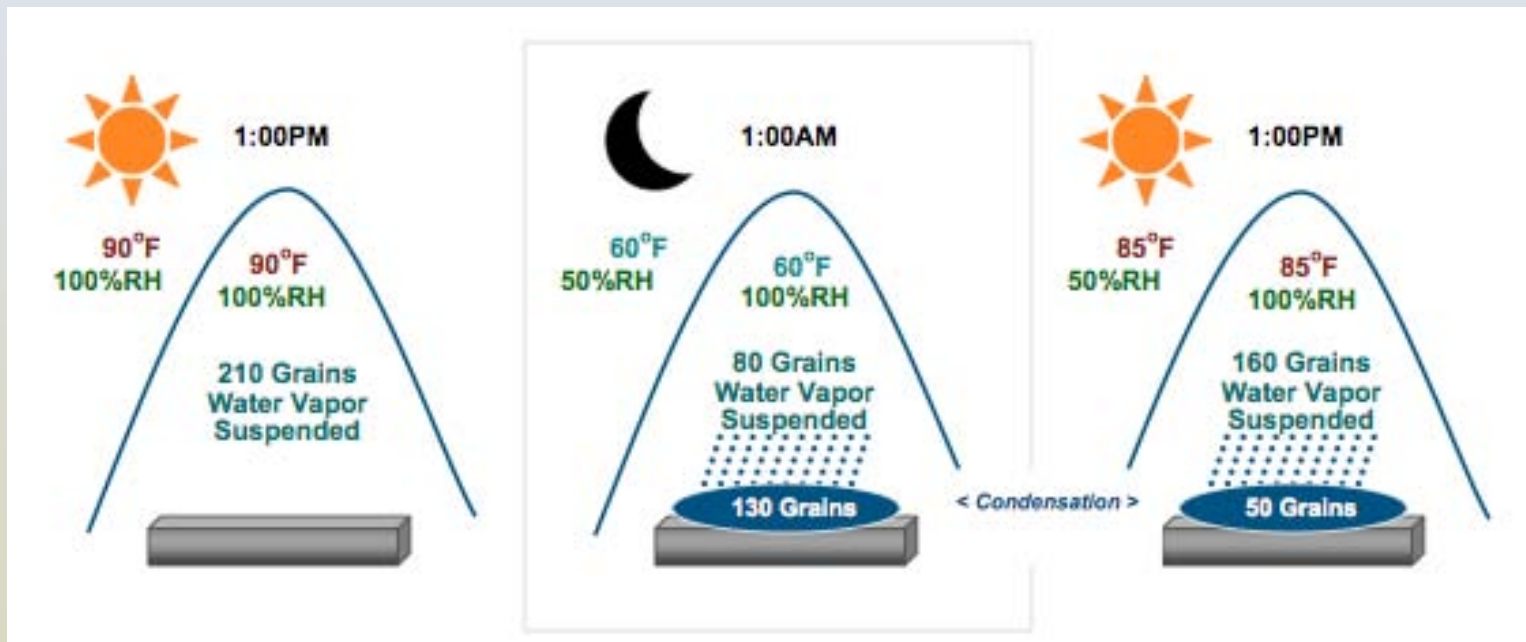 1:00PM
90°F
100%RH
90°F
100%RH
210 Grains
Water Vapor
Suspended
1:00AM
60°F
50%RH
60°F
100%RH
80 Grains
Water Vapor
Suspended
130 Grains
< Condensation >
1:00PM
85°F
50%RH
85°F
100%RH
160 Grains
Water Vapor
Suspended
50 Grains